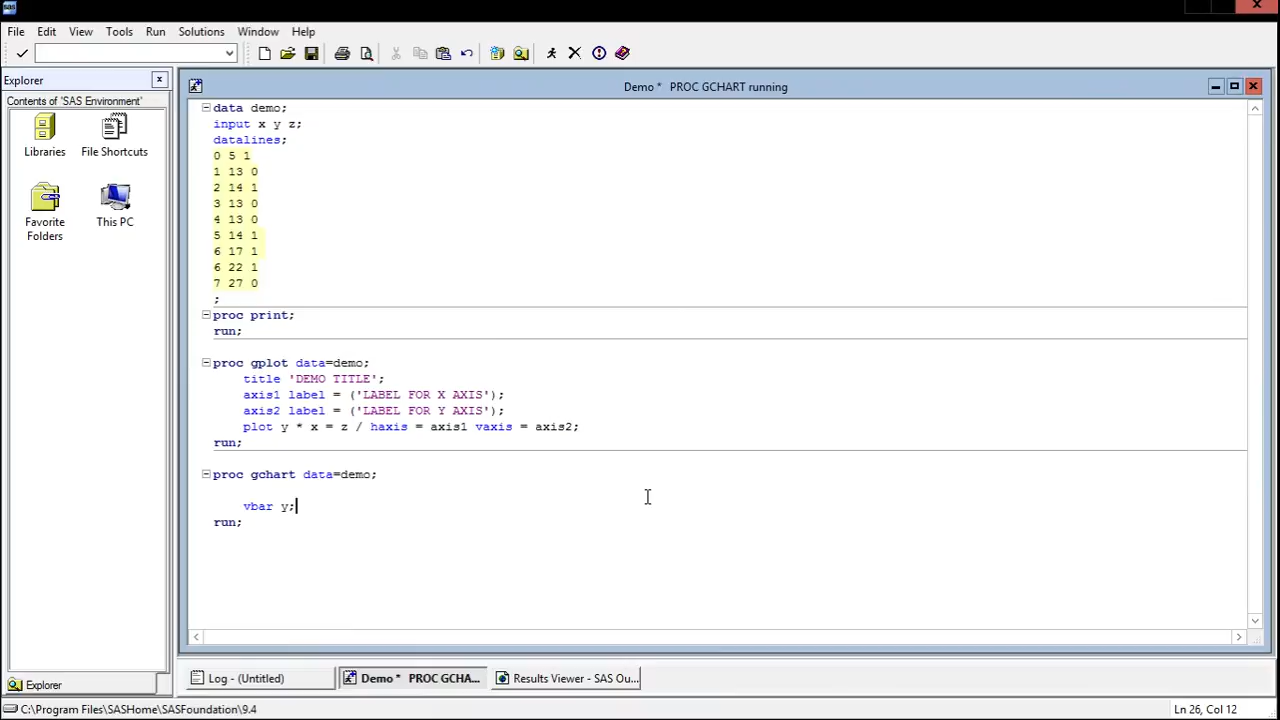 sas
File Edit View Tools Run Solutions Window Help
Explorer
Contents of 'SAS Environment'
Libraries
File Shortcuts
Favorite Folders
This PC
Explorer
Demo * PROC GCHART running
data demo;
input x y z;
datalines;
0 5 1
1 13 0
2 14 1
3 13 0
4 13 0
5 14 1
6 17 1
6 22 1
7 27 0
;
proc print;
run;
proc gplot data=demo;
title 'DEMO TITLE';
axis1 label = ('LABEL FOR X AXIS');
axis2 label = ('LABEL FOR Y AXIS');
plot y * x = z / haxis = axis1 vaxis = axis2;
run;
proc gchart data=demo;
vbar y;
run;
Log - (Untitled)
Demo * PROC GCHA...
Results Viewer - SAS Ou...
C:\Program Files\SASHome\SASFoundation\9.4
Ln 26, Col 12